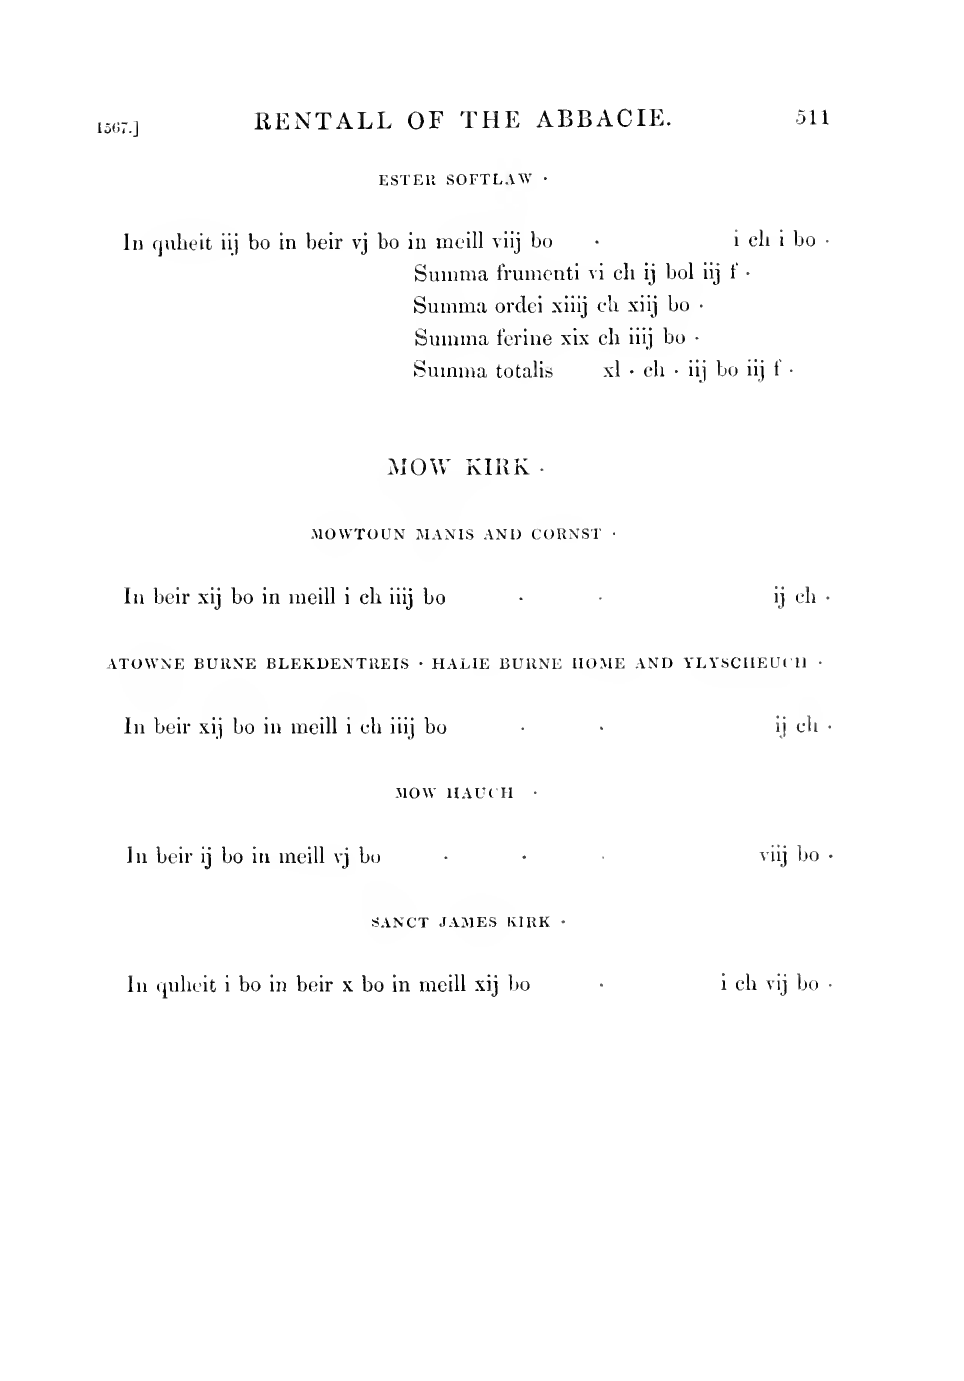 1567.] RENTALL OF THE ABBACIE. 511
ESTER SOFTLAW ·
In quheit iij bo in beir vj bo in meill viij bo · i ch i bo ·
Summa frumenti vi ch ij bol iij f ·
Summa ordei xiiij ch xiij bo ·
Summa ferine xix ch iiij bo ·
Summa totalis xl · ch · iij bo iij f ·
MOW KIRK ·
MOWTOUN MANIS AND CORNST ·
In beir xij bo in meill i ch iiij bo · · ij ch ·
ATOWNE BURNE BLEKDENTREIS · HALIE BURNE HOME AND YLYSCHEUCH ·
In beir xij bo in meill i ch iiij bo · · ij ch ·
MOW HAUCH ·
In beir ij bo in meill vj bo · · · viij bo ·
SANCT JAMES KIRK ·
In quheit i bo in beir x bo in meill xij bo · i ch vij bo ·